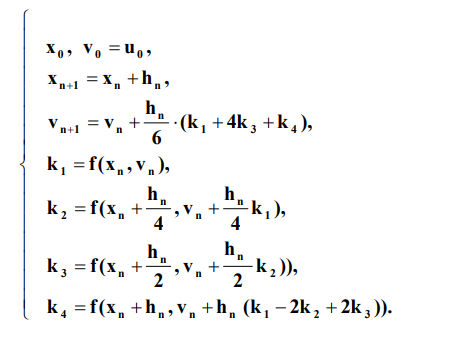 x₀, v₀ = u₀,
xₙ₊₁ = xₙ + hₙ,
vₙ₊₁ = vₙ + hₙ/6 · (k₁ + 4k₃ + k₄),
k₁ = f(xₙ, vₙ),
k₂ = f(xₙ + hₙ/4, vₙ + hₙ/4 k₁),
k₃ = f(xₙ + hₙ/2, vₙ + hₙ/2 k₂)),
k₄ = f(xₙ + hₙ, vₙ + hₙ (k₁ − 2k₂ + 2k₃)).